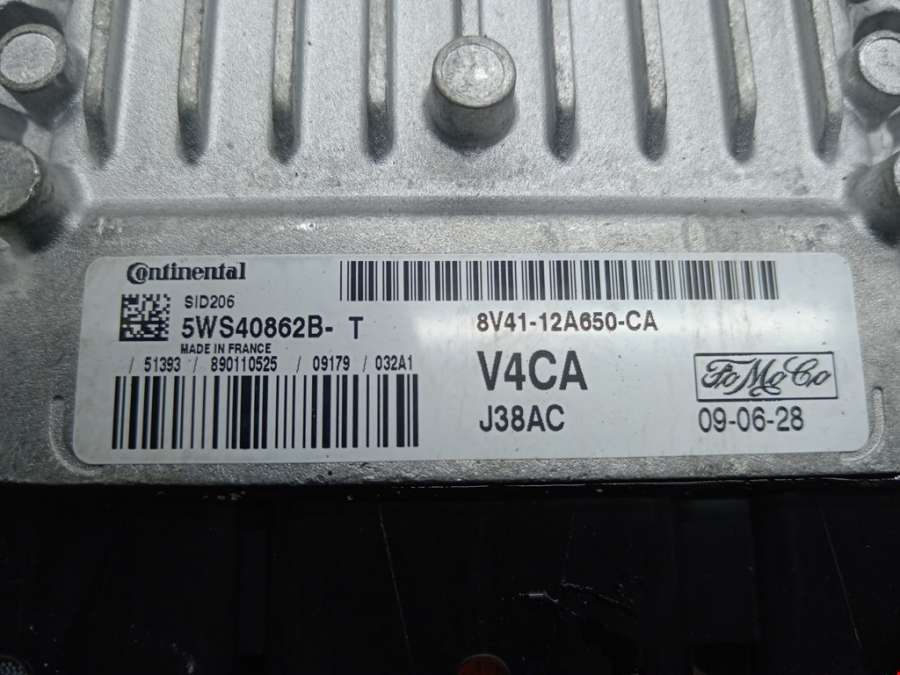 Continental
SID206
5WS40862B- T
MADE IN FRANCE
/ 51393 / 890110525 / 09179 / 032A1
8V41-12A650-CA
V4CA
FoMoCo
J38AC
09-06-28